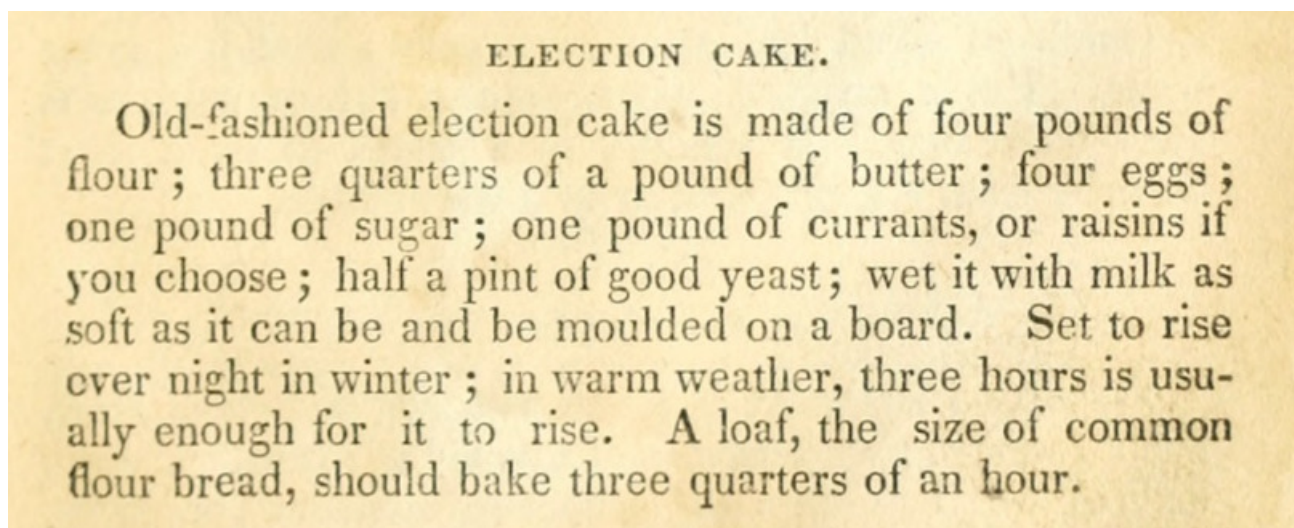 ELECTION CAKE.
Old-fashioned election cake is made of four pounds of
flour; three quarters of a pound of butter; four eggs;
one pound of sugar; one pound of currants, or raisins if
you choose; half a pint of good yeast; wet it with milk as
soft as it can be and be moulded on a board. Set to rise
over night in winter; in warm weather, three hours is usu-
ally enough for it to rise. A loaf, the size of common
flour bread, should bake three quarters of an hour.